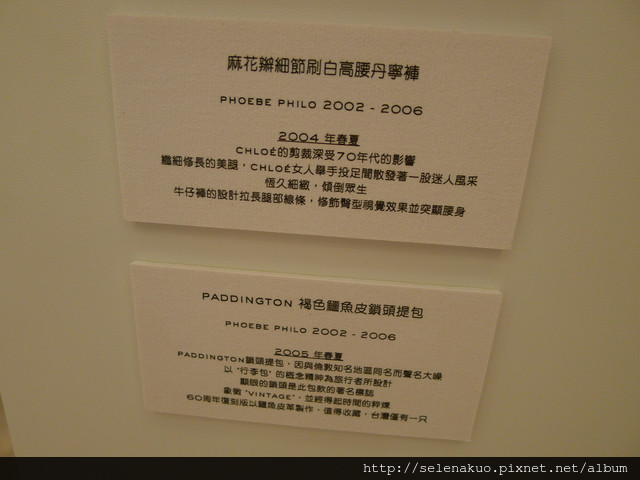 麻花辮細節刷白高腰丹寧褲
PHOEBE PHILO 2002 - 2006
2004 年春夏
CHLOÉ的剪裁深受70年代的影響
纖細修長的美腿，CHLOÉ女人舉手投足間散發著一股迷人風采
恆久細緻，傾倒眾生
牛仔褲的設計拉長腿部線條，修飾臀型視覺效果並突顯腰身
PADDINGTON 褐色鱷魚皮鎖頭提包
PHOEBE PHILO 2002 - 2006
2005 年春夏
PADDINGTON鎖頭提包，因與倫敦知名地區同名而聲名大噪
以 "行李包" 的概念精神為旅行者所設計
顯眼的鎖頭是此包款的著名標誌
象徵 "VINTAGE"，並經得起時間的粹煉
60周年復刻版以鱷魚皮革製作，值得收藏，台灣僅有一只
http://selenakuo.pixnet.net/album